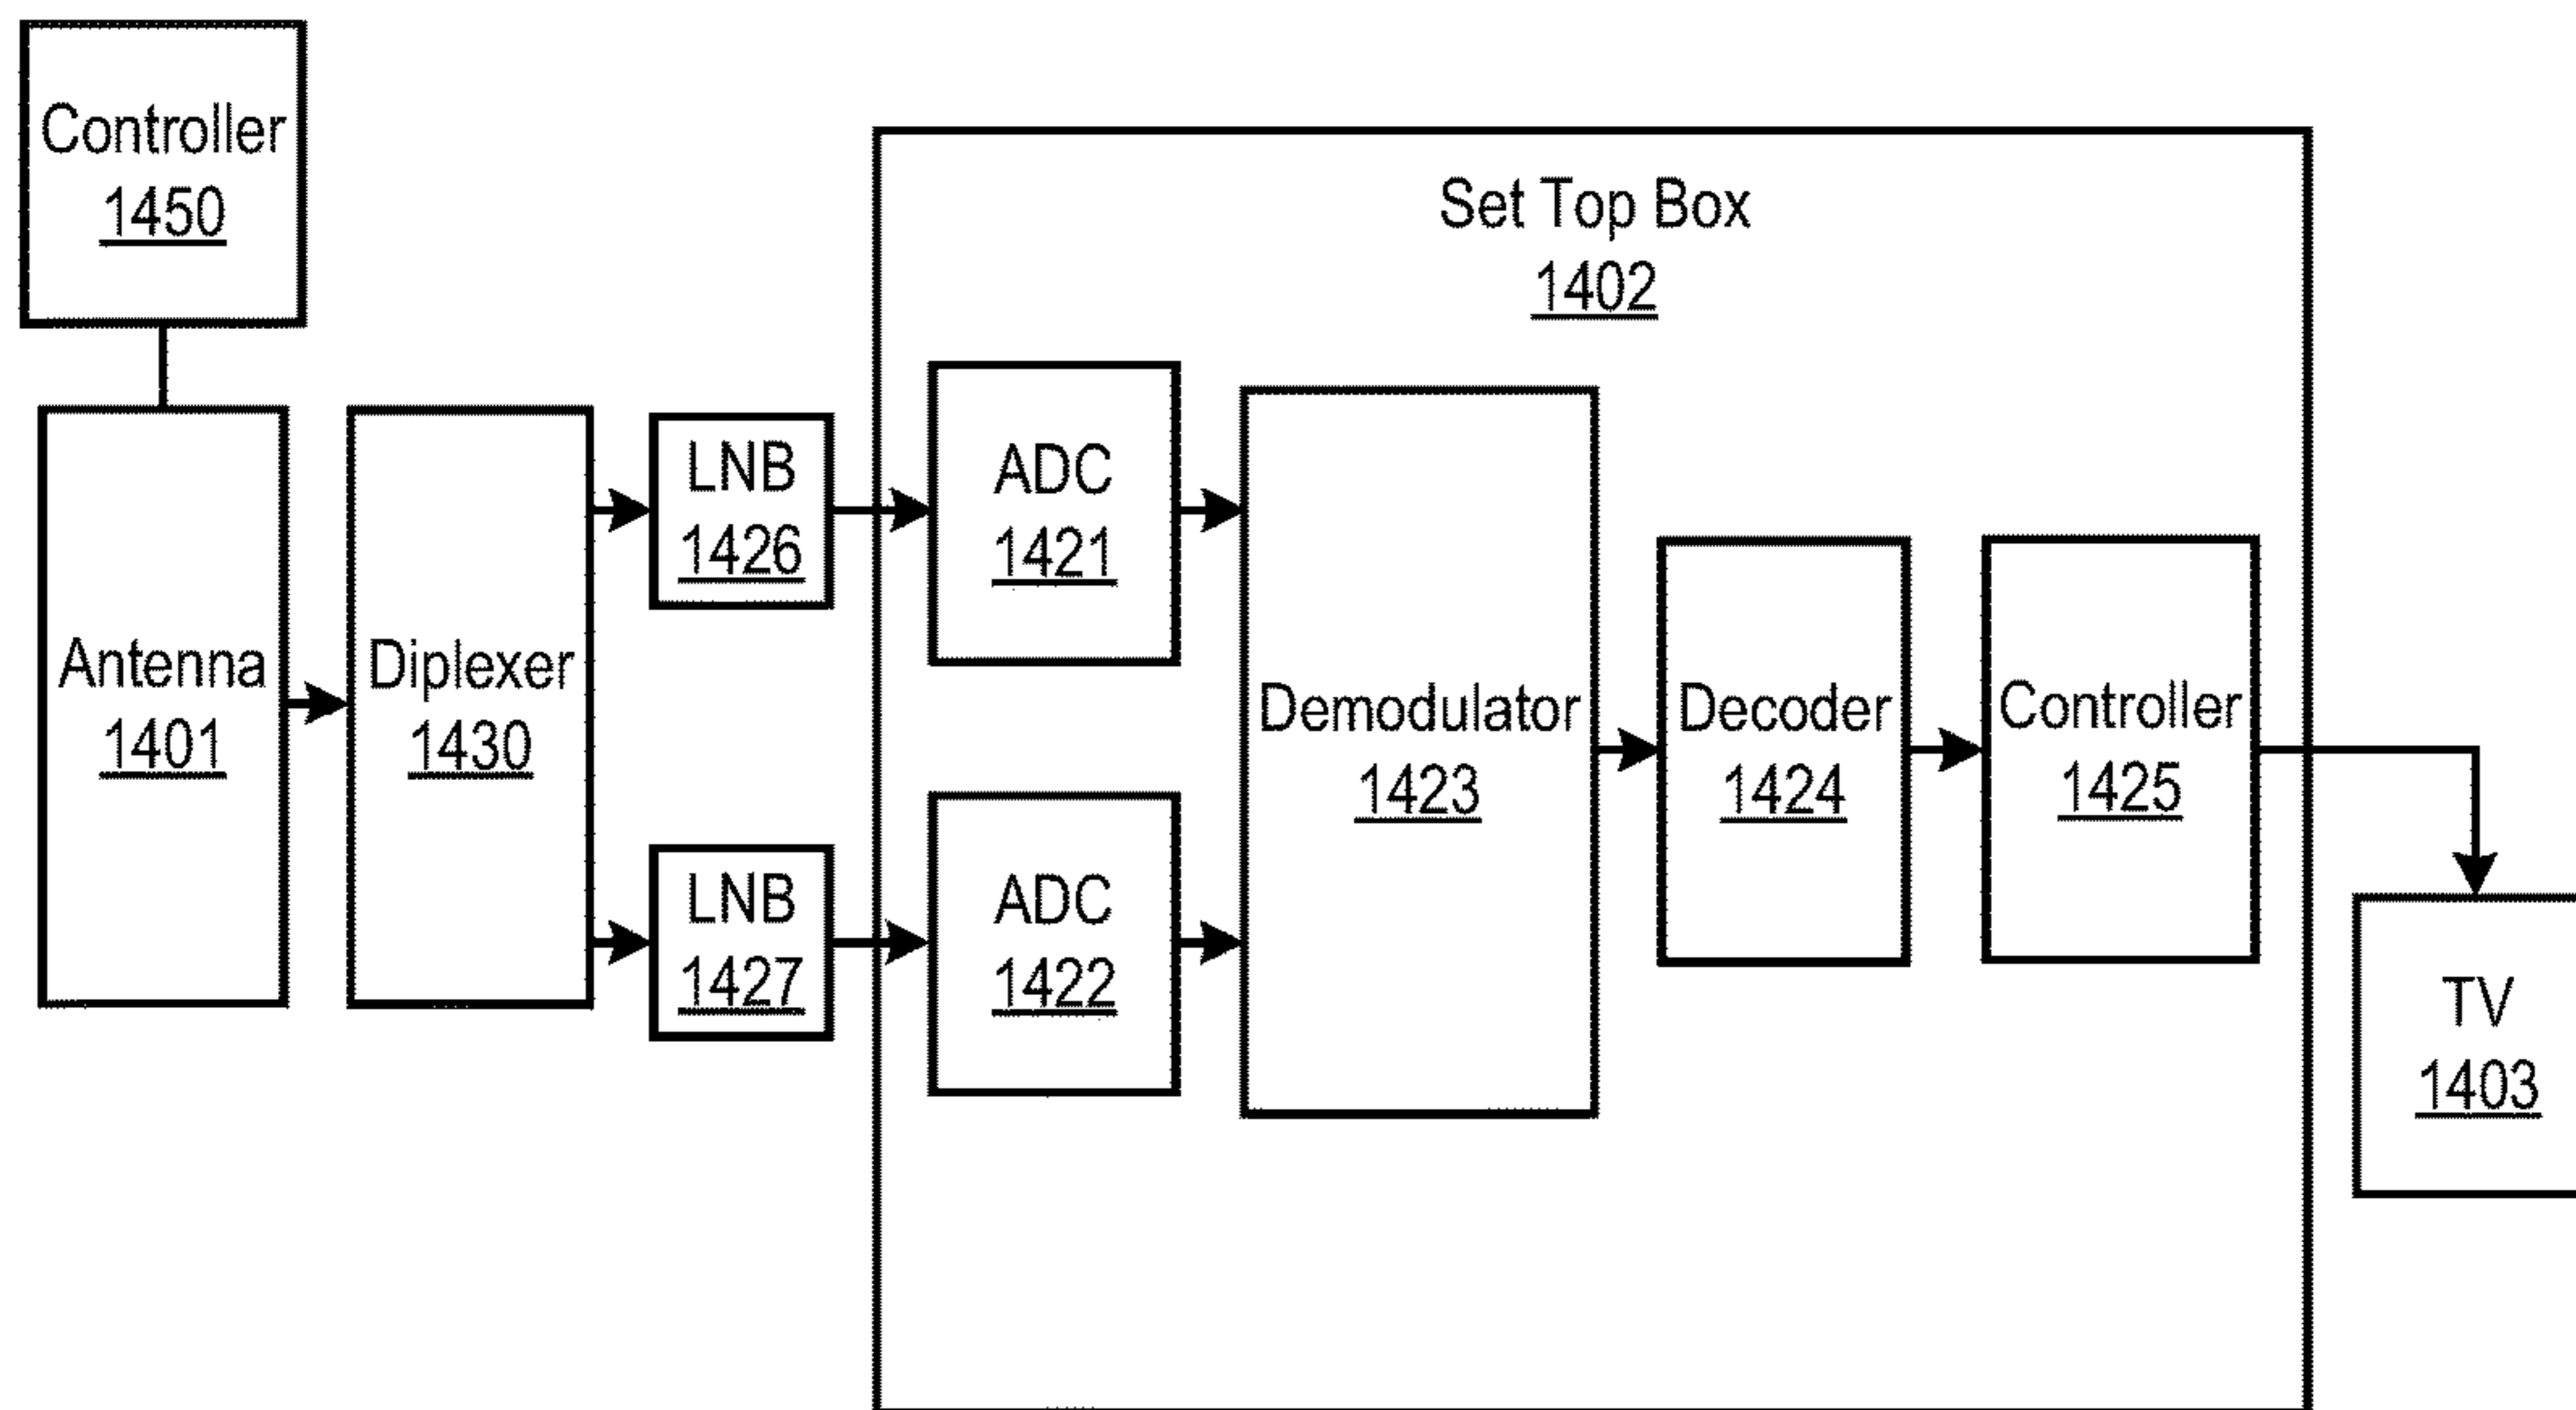 Controller
1450
Set Top Box
1402
Antenna
1401
Diplexer
1430
LNB
1426
LNB
1427
ADC
1421
ADC
1422
Demodulator
1423
Decoder
1424
Controller
1425
TV
1403